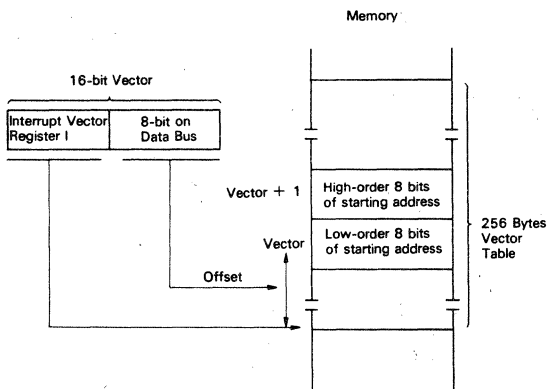 Memory
16-bit Vector
Interrupt Vector
Register I
8-bit on
Data Bus
Vector + 1
High-order 8 bits
of starting address
Vector
Low-order 8 bits
of starting address
256 Bytes
Vector
Table
Offset